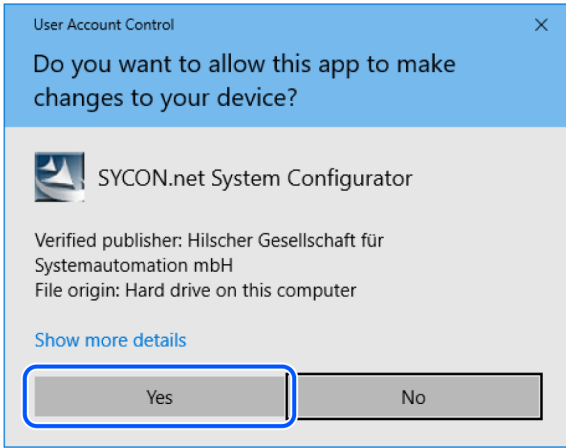 User Account Control
Do you want to allow this app to make
changes to your device?
SYCON.net System Configurator
Verified publisher: Hilscher Gesellschaft für
Systemautomation mbH
File origin: Hard drive on this computer
Show more details
Yes
No